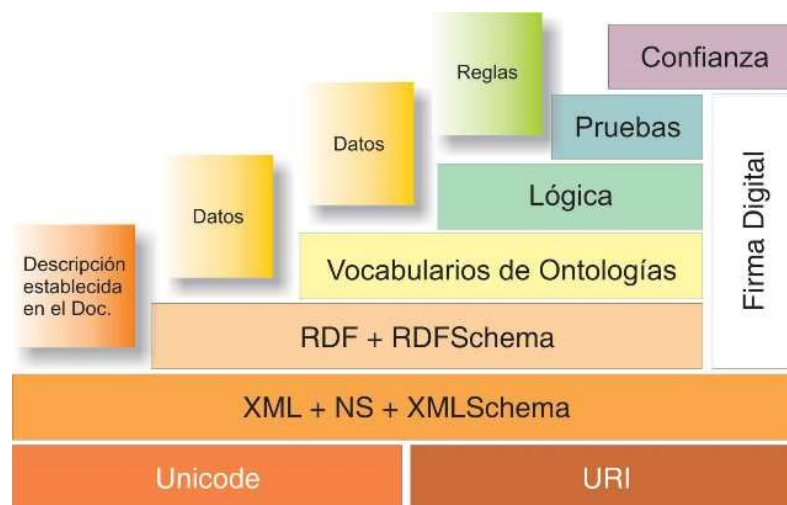 Confianza
Reglas
Pruebas
Datos
Lógica
Datos
Vocabularios de Ontologías
Firma Digital
Descripción
establecida
en el Doc.
RDF + RDFSchema
XML + NS + XMLSchema
Unicode
URI